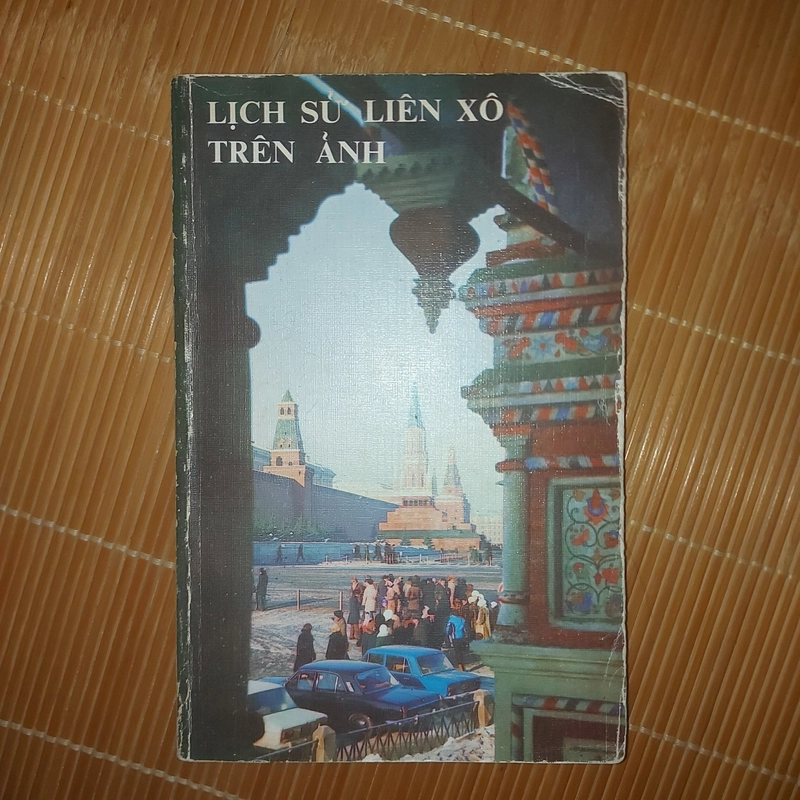 LỊCH SỬ LIÊN XÔ
TRÊN ẢNH